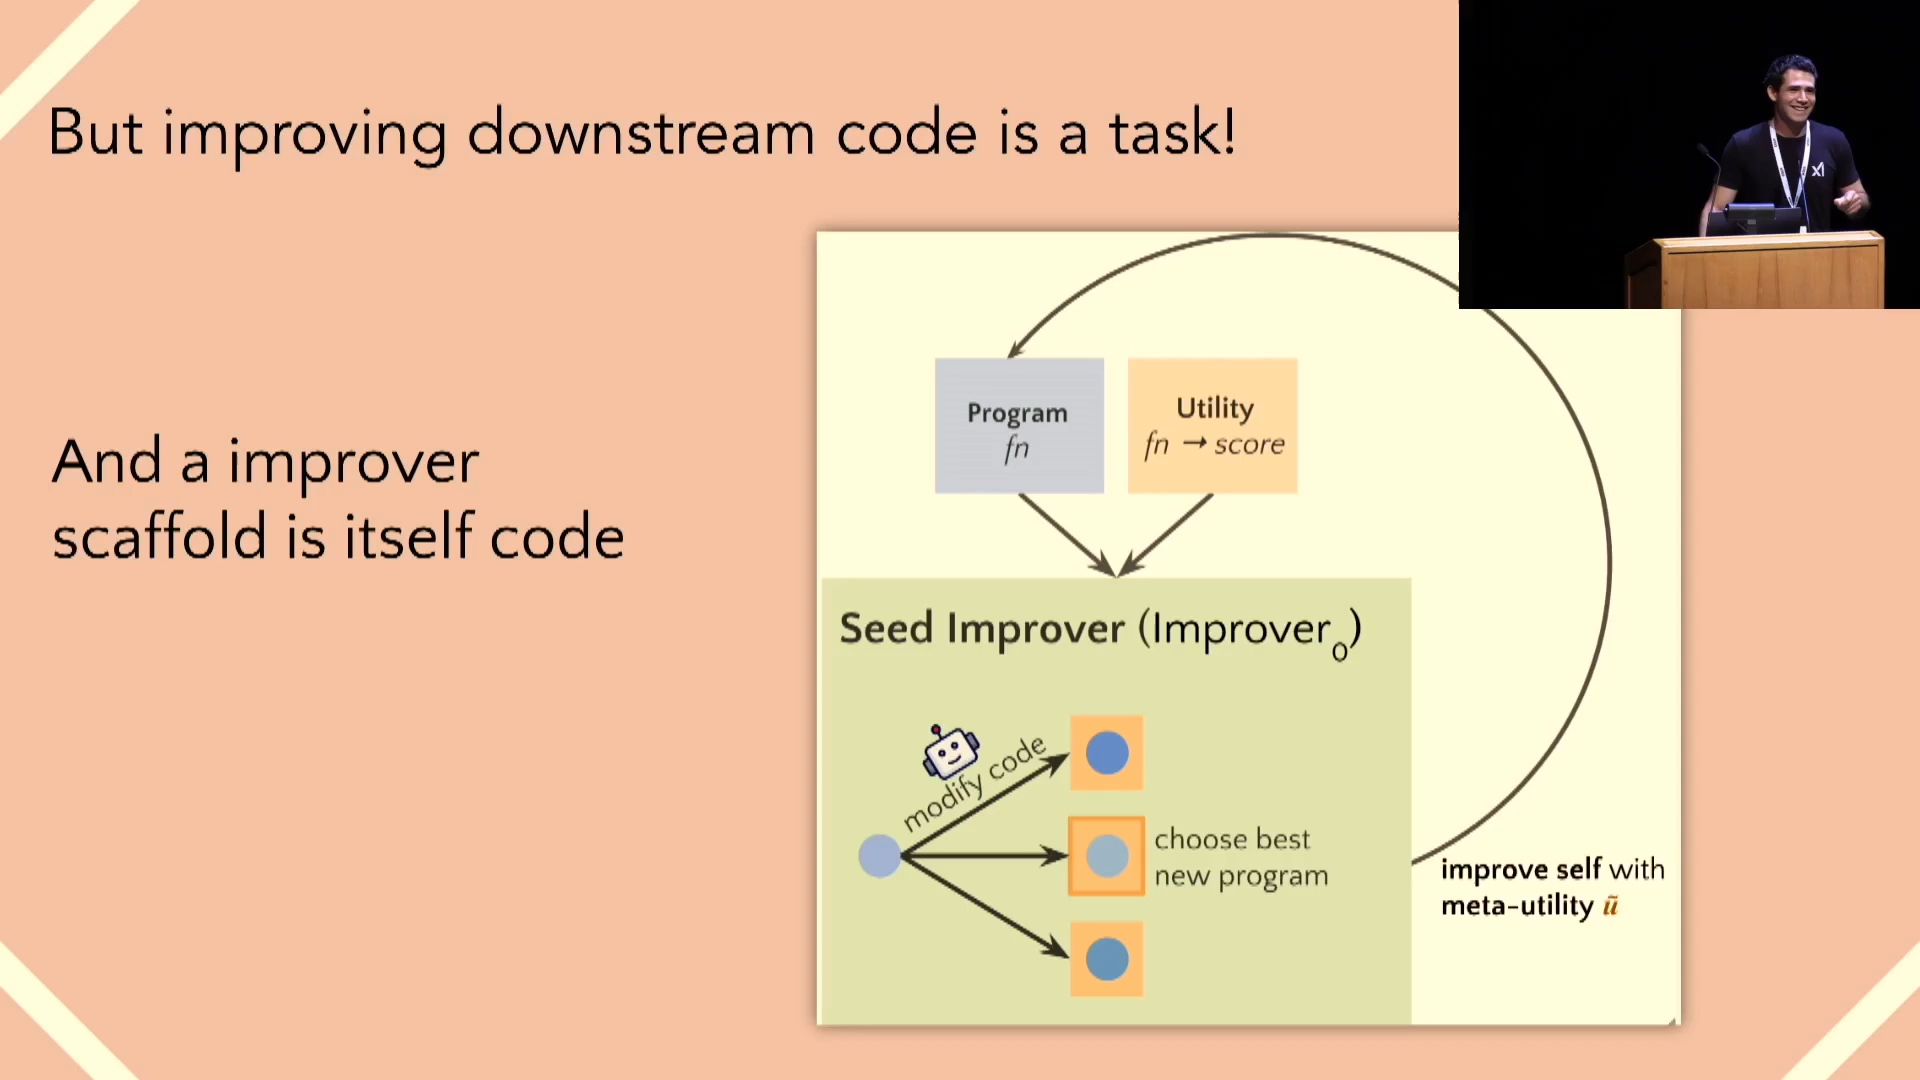 But improving downstream code is a task!
xI
And a improver
scaffold is itself code
Program
fn
Utility
fn → score
Seed Improver (Improver₀)
modify code
choose best
new program
improve self with
meta-utility ũ